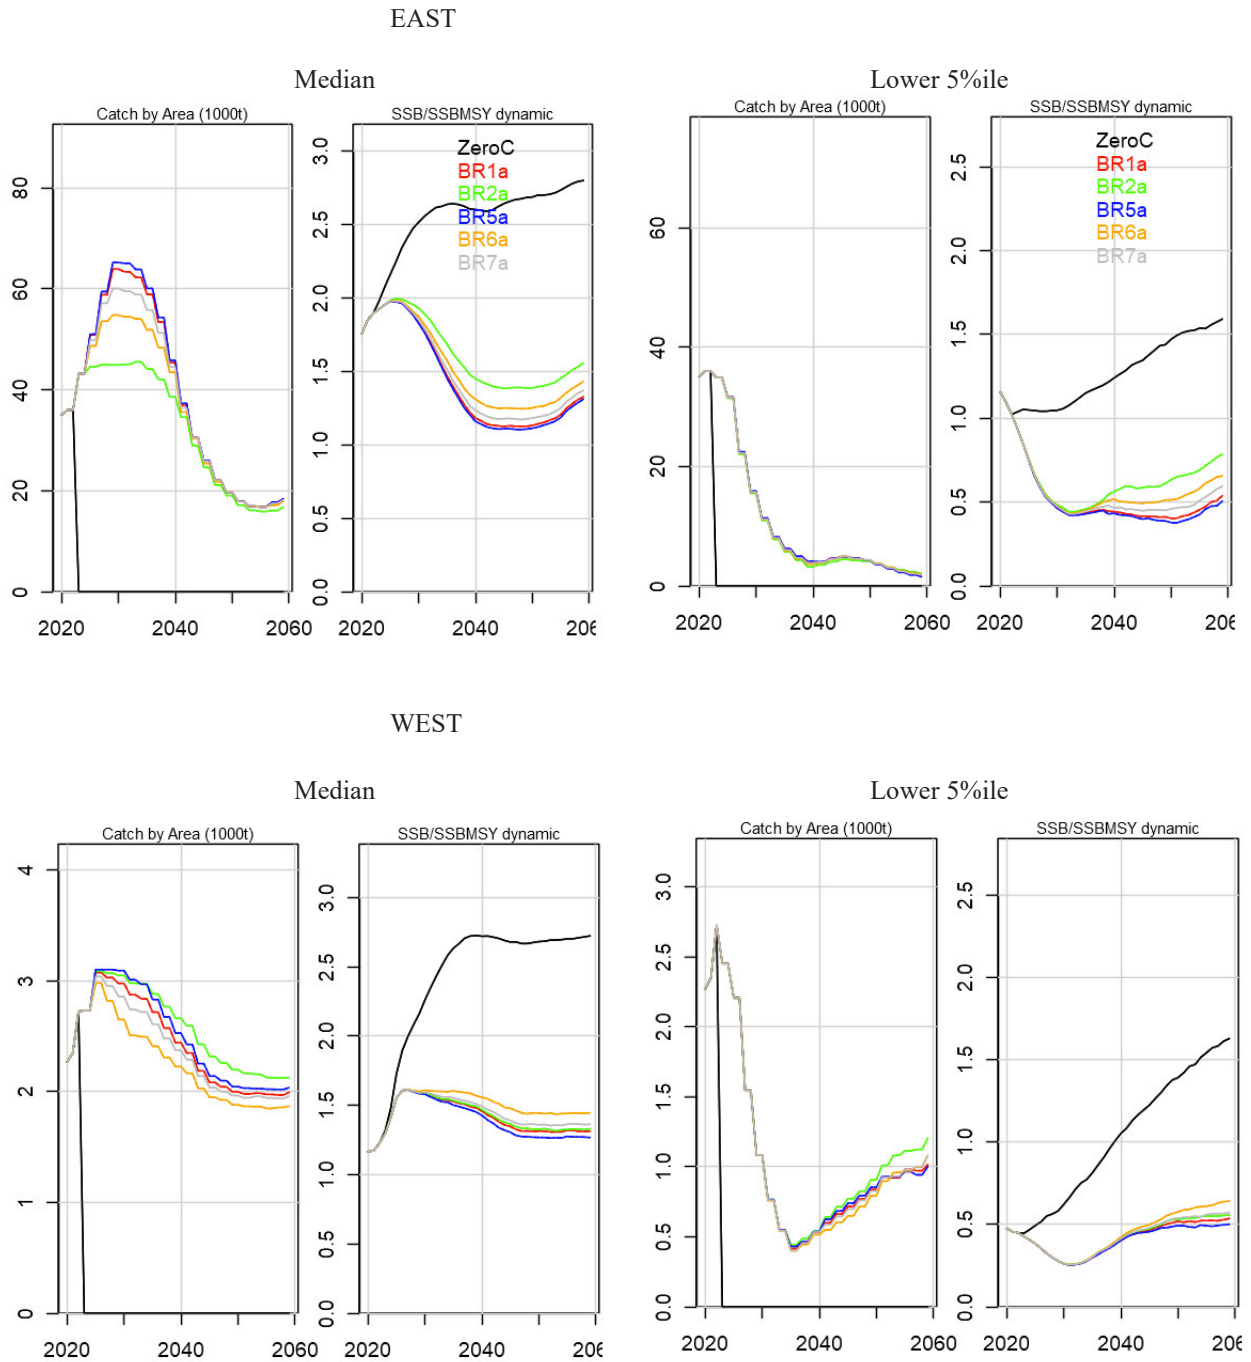 EAST
Median
Lower 5%ile
Catch by Area (1000t)
SSB/SSBMSY dynamic
Catch by Area (1000t)
SSB/SSBMSY dynamic
ZeroC
BR1a
BR2a
BR5a
BR6a
BR7a
ZeroC
BR1a
BR2a
BR5a
BR6a
BR7a
0 20 40 60 80
0.0 0.5 1.0 1.5 2.0 2.5 3.0
0 20 40 60
0.0 0.5 1.0 1.5 2.0 2.5
2020 2040 2060
2020 2040 206
2020 2040 2060
2020 2040 206
WEST
Median
Lower 5%ile
Catch by Area (1000t)
SSB/SSBMSY dynamic
Catch by Area (1000t)
SSB/SSBMSY dynamic
0 1 2 3 4
0.0 0.5 1.0 1.5 2.0 2.5 3.0
0.0 0.5 1.0 1.5 2.0 2.5 3.0
0.0 0.5 1.0 1.5 2.0 2.5
2020 2040 2060
2020 2040 206
2020 2040 2060
2020 2040 206